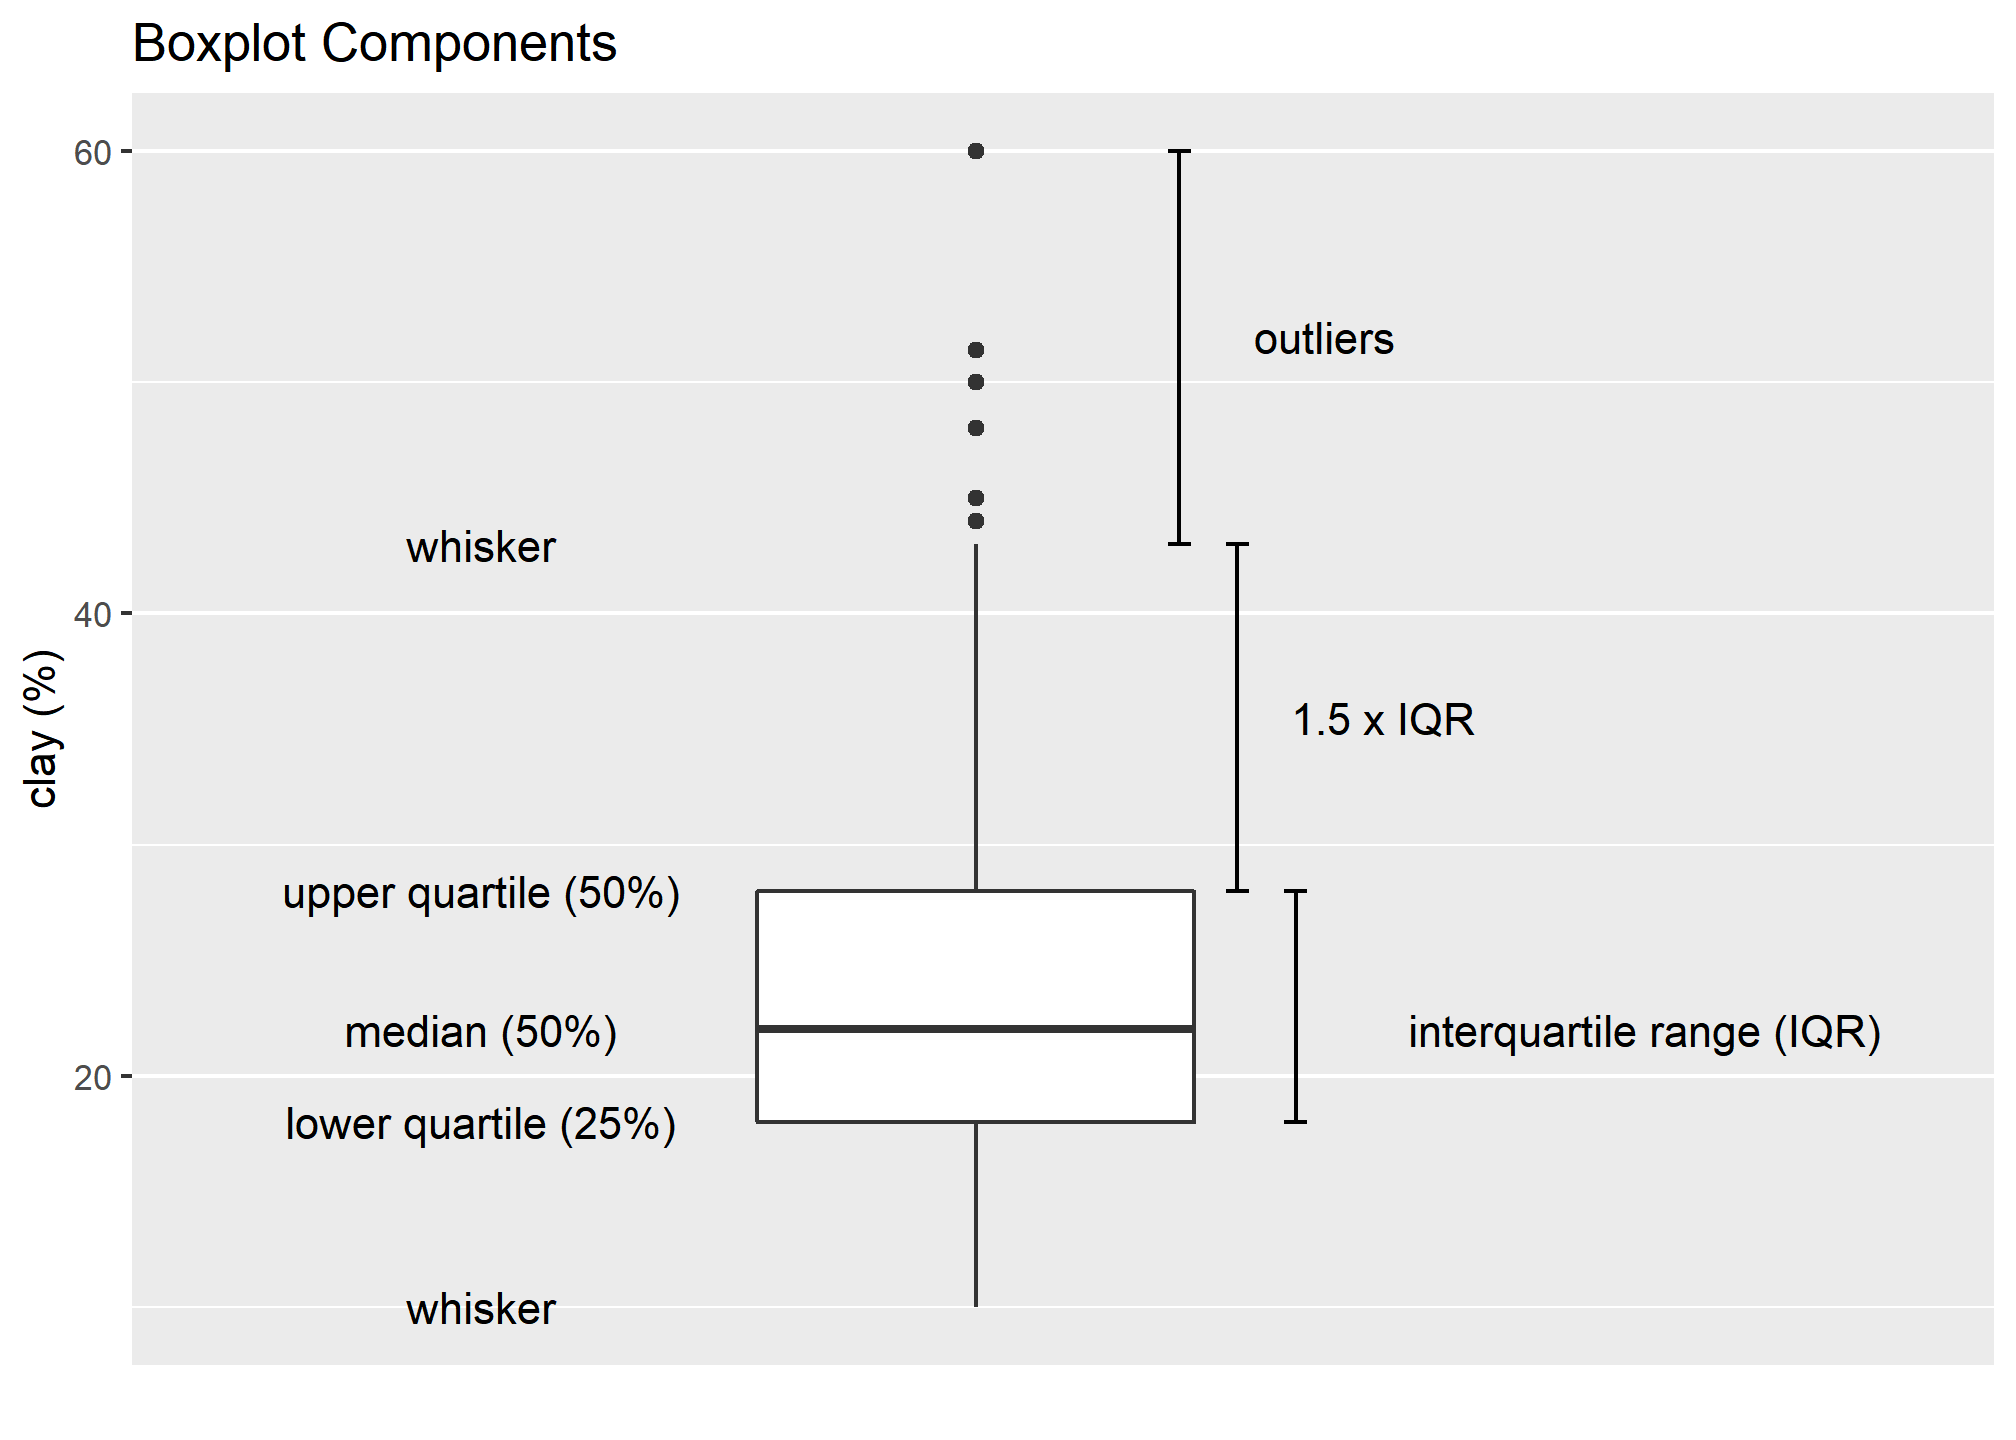 Boxplot Components
60
outliers
whisker
40
clay (%)
1.5 x IQR
upper quartile (50%)
median (50%)
interquartile range (IQR)
20
lower quartile (25%)
whisker